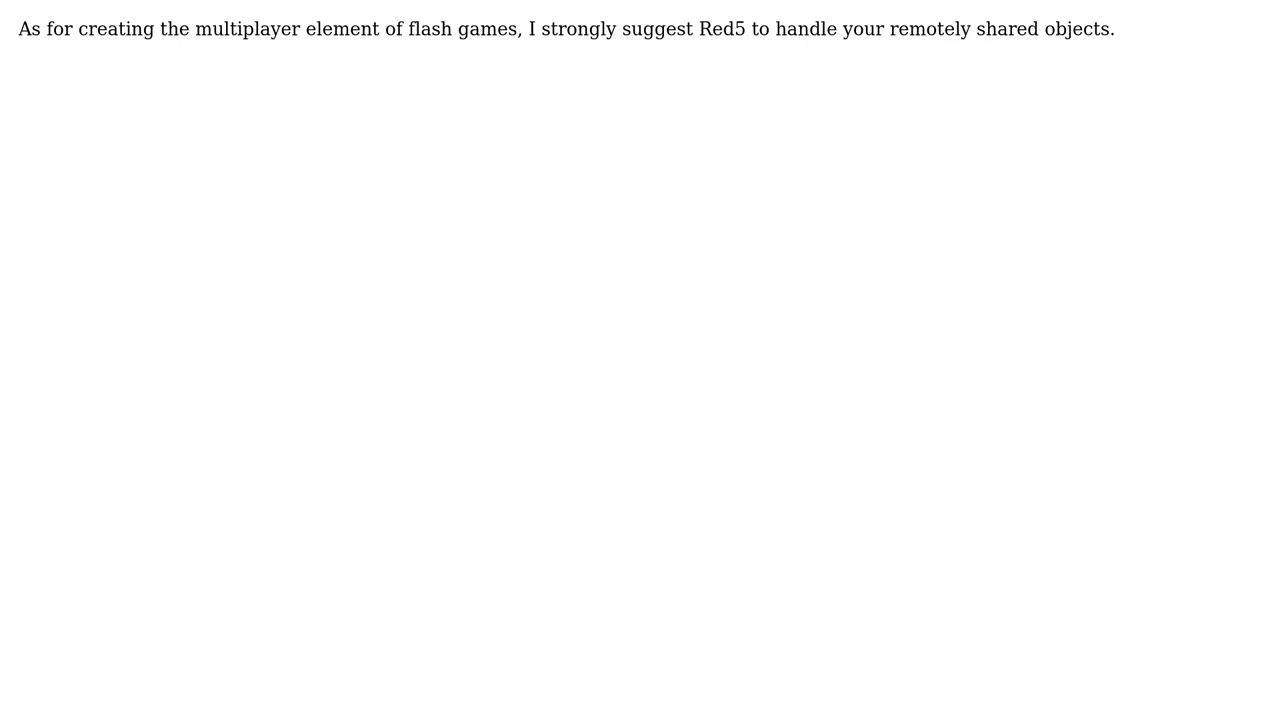 As for creating the multiplayer element of flash games, I strongly suggest Red5 to handle your remotely shared objects.